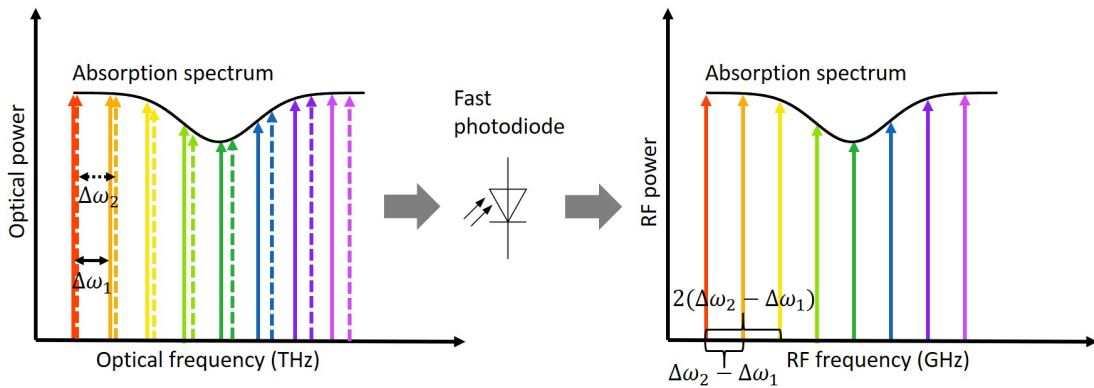 Optical power
Absorption spectrum
Δω₂
Δω₁
Optical frequency (THz)
Fast
photodiode
RF power
Absorption spectrum
2(Δω₂ − Δω₁)
RF frequency (GHz)
Δω₂ − Δω₁